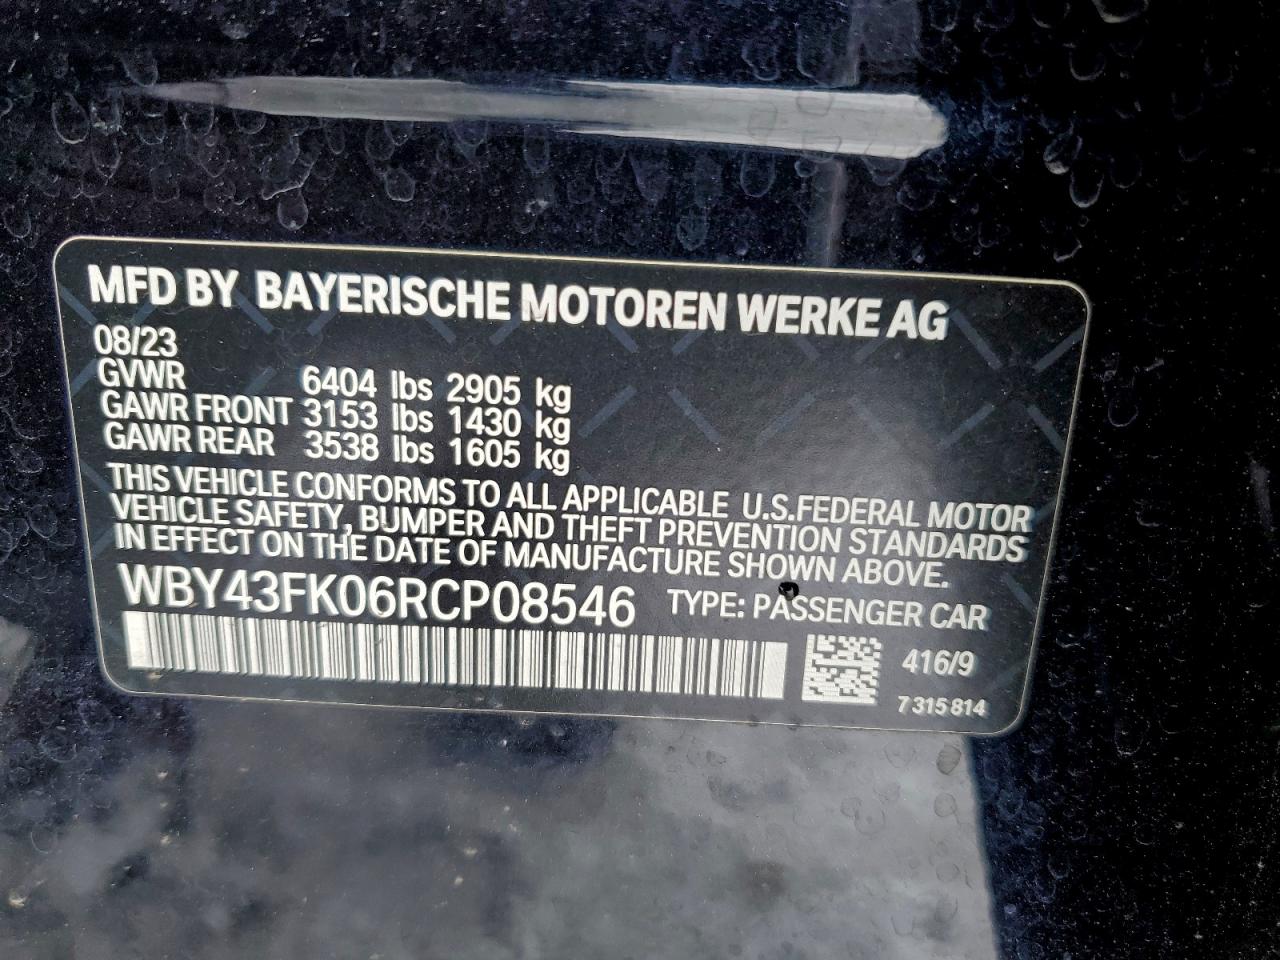 MFD BY BAYERISCHE MOTOREN WERKE AG
08/23
GVWR 6404 lbs 2905 kg
GAWR FRONT 3153 lbs 1430 kg
GAWR REAR 3538 lbs 1605 kg
THIS VEHICLE CONFORMS TO ALL APPLICABLE U.S.FEDERAL MOTOR
VEHICLE SAFETY, BUMPER AND THEFT PREVENTION STANDARDS
IN EFFECT ON THE DATE OF MANUFACTURE SHOWN ABOVE.
WBY43FK06RCP08546 TYPE: PASSENGER CAR
416/9
7 315 814